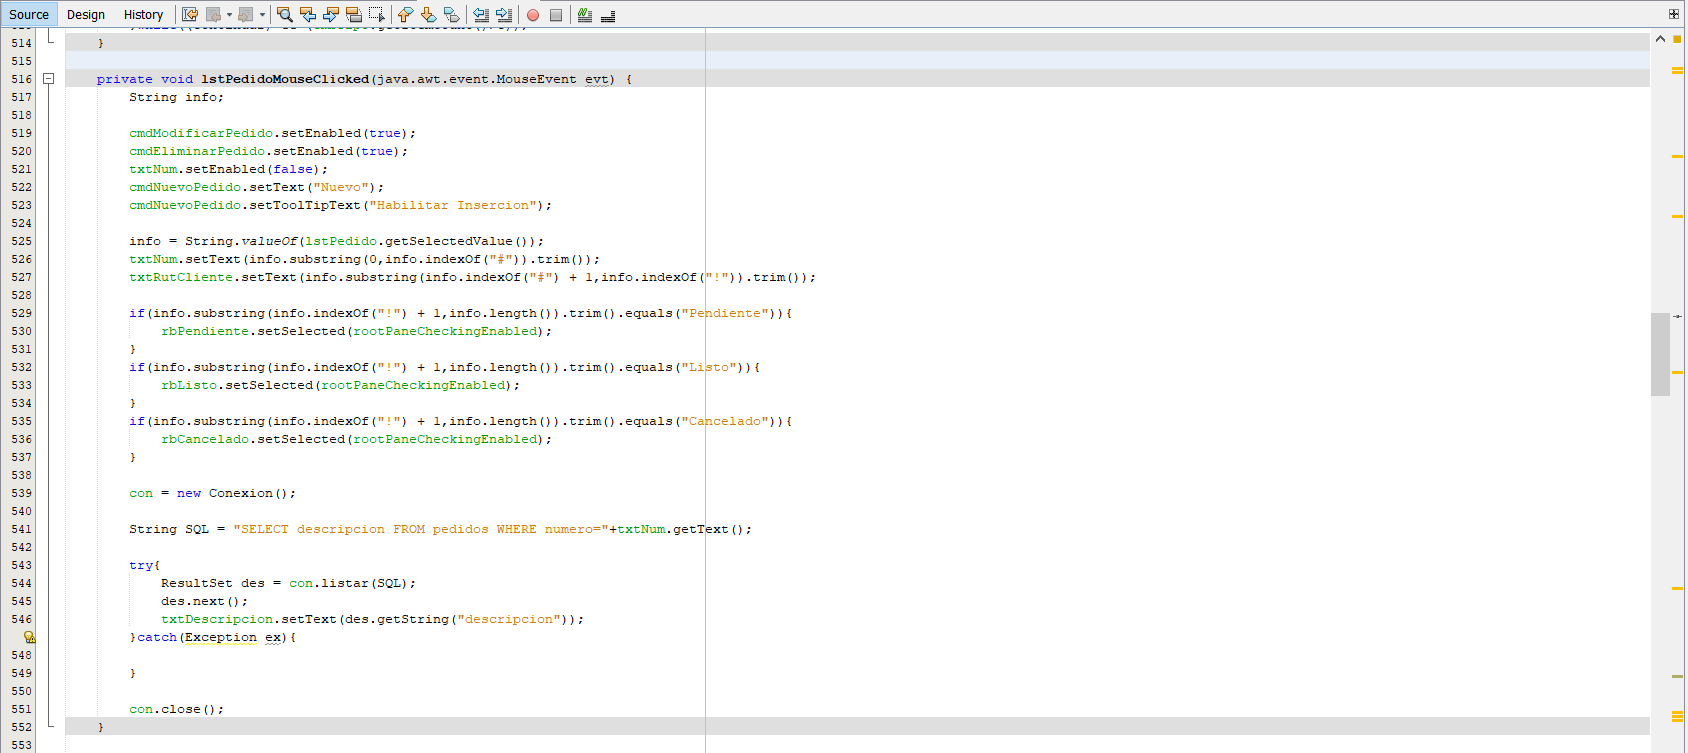 Source Design History
514 }
515
516 private void lstPedidoMouseClicked(java.awt.event.MouseEvent evt) {
517 String info;
518
519 cmdModificarPedido.setEnabled(true);
520 cmdEliminarPedido.setEnabled(true);
521 txtNum.setEnabled(false);
522 cmdNuevoPedido.setText("Nuevo");
523 cmdNuevoPedido.setToolTipText("Habilitar Insercion");
524
525 info = String.valueOf(lstPedido.getSelectedValue());
526 txtNum.setText(info.substring(0,info.indexOf("#")).trim());
527 txtRutCliente.setText(info.substring(info.indexOf("#") + 1,info.indexOf("!")).trim());
528
529 if(info.substring(info.indexOf("!") + 1,info.length()).trim().equals("Pendiente")){
530 rbPendiente.setSelected(rootPaneCheckingEnabled);
531 }
532 if(info.substring(info.indexOf("!") + 1,info.length()).trim().equals("Listo")){
533 rbListo.setSelected(rootPaneCheckingEnabled);
534 }
535 if(info.substring(info.indexOf("!") + 1,info.length()).trim().equals("Cancelado")){
536 rbCancelado.setSelected(rootPaneCheckingEnabled);
537 }
538
539 con = new Conexion();
540
541 String SQL = "SELECT descripcion FROM pedidos WHERE numero="+txtNum.getText();
542
543 try{
544 ResultSet des = con.listar(SQL);
545 des.next();
546 txtDescripcion.setText(des.getString("descripcion"));
}catch(Exception ex){
548
549 }
550
551 con.close();
552 }
553